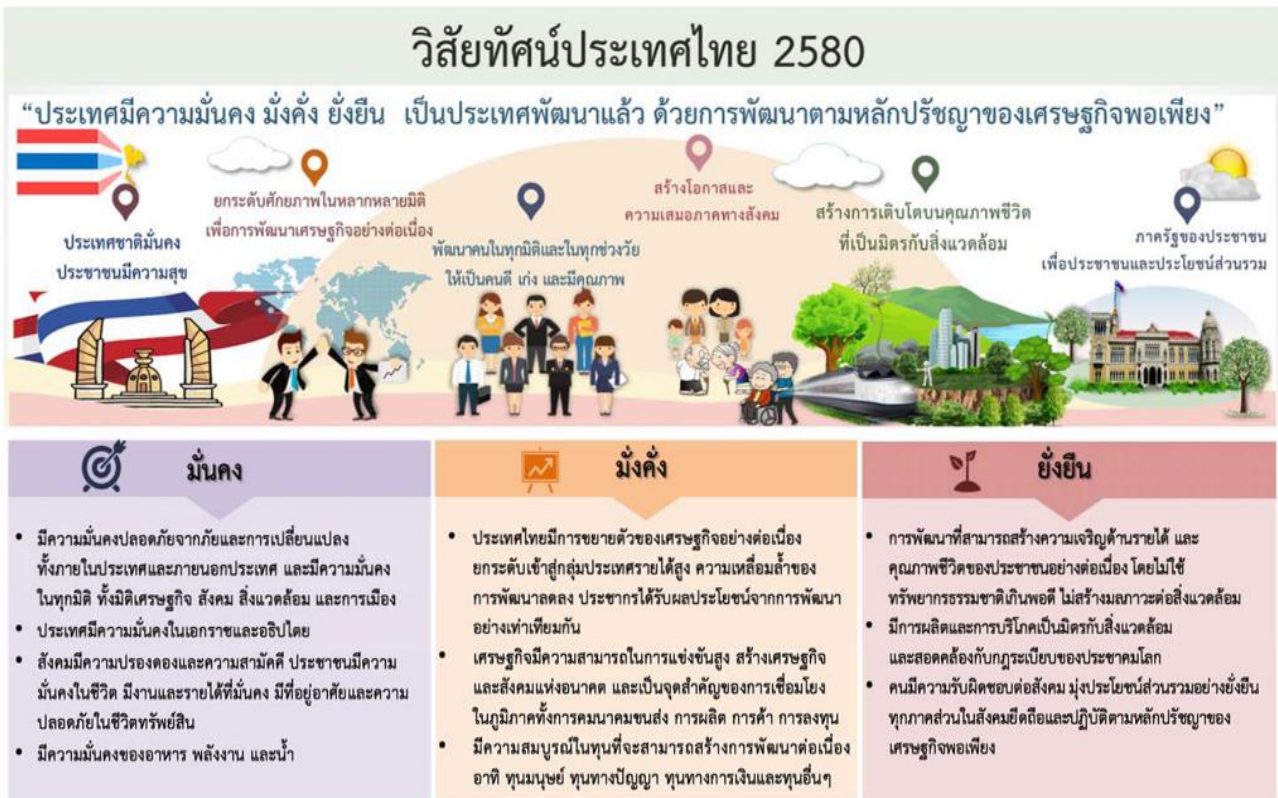 วิสัยทัศน์ประเทศไทย 2580
“ประเทศมีความมั่นคง มั่งคั่ง ยั่งยืน เป็นประเทศพัฒนาแล้ว ด้วยการพัฒนาตามหลักปรัชญาของเศรษฐกิจพอเพียง”
ประเทศชาติมั่นคง
ประชาชนมีความสุข
ยกระดับศักยภาพในหลากหลายมิติ
เพื่อการพัฒนาเศรษฐกิจอย่างต่อเนื่อง
พัฒนาคนในทุกมิติและในทุกช่วงวัย
ให้เป็นคนดี เก่ง และมีคุณภาพ
สร้างโอกาสและ
ความเสมอภาคทางสังคม
สร้างการเติบโตบนคุณภาพชีวิต
ที่เป็นมิตรกับสิ่งแวดล้อม
ภาครัฐของประชาชน
เพื่อประชาชนและประโยชน์ส่วนรวม
มั่นคง
• มีความมั่นคงปลอดภัยจากภัยและการเปลี่ยนแปลง
ทั้งภายในประเทศและภายนอกประเทศ และมีความมั่นคง
ในทุกมิติ ทั้งมิติเศรษฐกิจ สังคม สิ่งแวดล้อม และการเมือง
• ประเทศมีความมั่นคงในเอกราชและอธิปไตย
• สังคมมีความปรองดองและความสามัคคี ประชาชนมีความ
มั่นคงในชีวิต มีงานและรายได้ที่มั่นคง มีที่อยู่อาศัยและความ
ปลอดภัยในชีวิตทรัพย์สิน
• มีความมั่นคงของอาหาร พลังงาน และน้ำ
มั่งคั่ง
• ประเทศไทยมีการขยายตัวของเศรษฐกิจอย่างต่อเนื่อง
ยกระดับเข้าสู่กลุ่มประเทศรายได้สูง ความเหลื่อมล้ำของ
การพัฒนาลดลง ประชากรได้รับผลประโยชน์จากการพัฒนา
อย่างเท่าเทียมกัน
• เศรษฐกิจมีความสามารถในการแข่งขันสูง สร้างเศรษฐกิจ
และสังคมแห่งอนาคต และเป็นจุดสำคัญของการเชื่อมโยง
ในภูมิภาคทั้งการคมนาคมขนส่ง การผลิต การค้า การลงทุน
• มีความสมบูรณ์ในทุนที่จะสามารถสร้างการพัฒนาต่อเนื่อง
อาทิ ทุนมนุษย์ ทุนทางปัญญา ทุนทางการเงินและทุนอื่นๆ
ยั่งยืน
• การพัฒนาที่สามารถสร้างความเจริญด้านรายได้ และ
คุณภาพชีวิตของประชาชนอย่างต่อเนื่อง โดยไม่ใช้
ทรัพยากรธรรมชาติเกินพอดี ไม่สร้างมลภาวะต่อสิ่งแวดล้อม
• มีการผลิตและการบริโภคเป็นมิตรกับสิ่งแวดล้อม
และสอดคล้องกับกฎระเบียบของประชาคมโลก
• คนมีความรับผิดชอบต่อสังคม มุ่งประโยชน์ส่วนรวมอย่างยั่งยืน
ทุกภาคส่วนในสังคมยึดถือและปฏิบัติตามหลักปรัชญาของ
เศรษฐกิจพอเพียง